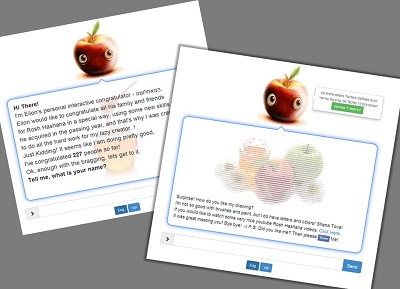 Hi There!
I'm Eilon's personal interactive congratulator -
Eilon would like to congratulate all his family and friends
for Rosh Hashana in a special way, using some new skills
he acquired in the passing year, and that's why I was
to do all the hard work for my lazy creator..!
Just Kidding! It seems like I am doing pretty good,
I've congratulated 227 people so far!
Ok, enough with the bragging, lets get to it.
Tell me, what is your name?
Eng
Surprise! How do you like my drawing?
I'm not so good with brushes and paint, but I do have letters and colors! Shana Tova!
If you would like to watch some very nice youtube Rosh Hashana videos, Click Here.
It was great meeting you! Bye bye! :-) P.S. Did you like me? Then please Me!
Send
Eng